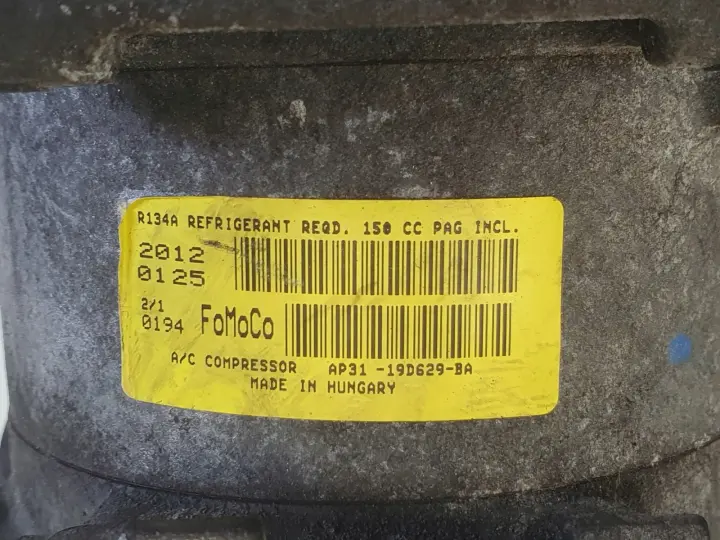 R134A REFRIGERANT REQD. 150 CC PAG INCL.
2012
0125
2/1
0194 FoMoCo
A/C COMPRESSOR AP31-19D629-BA
MADE IN HUNGARY